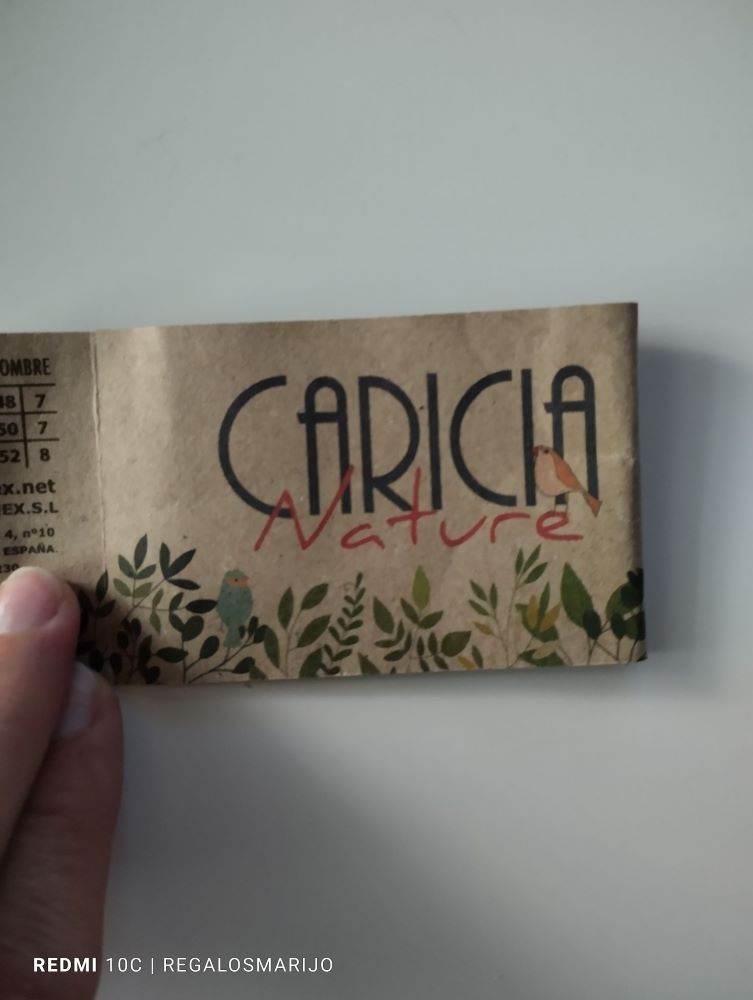 OMBRE
48 7
50 7
52 8
ex.net
EX.S.L
4, nº10
ESPAÑA.
CARICIA
Nature
REDMI 10C | REGALOSMARIJO